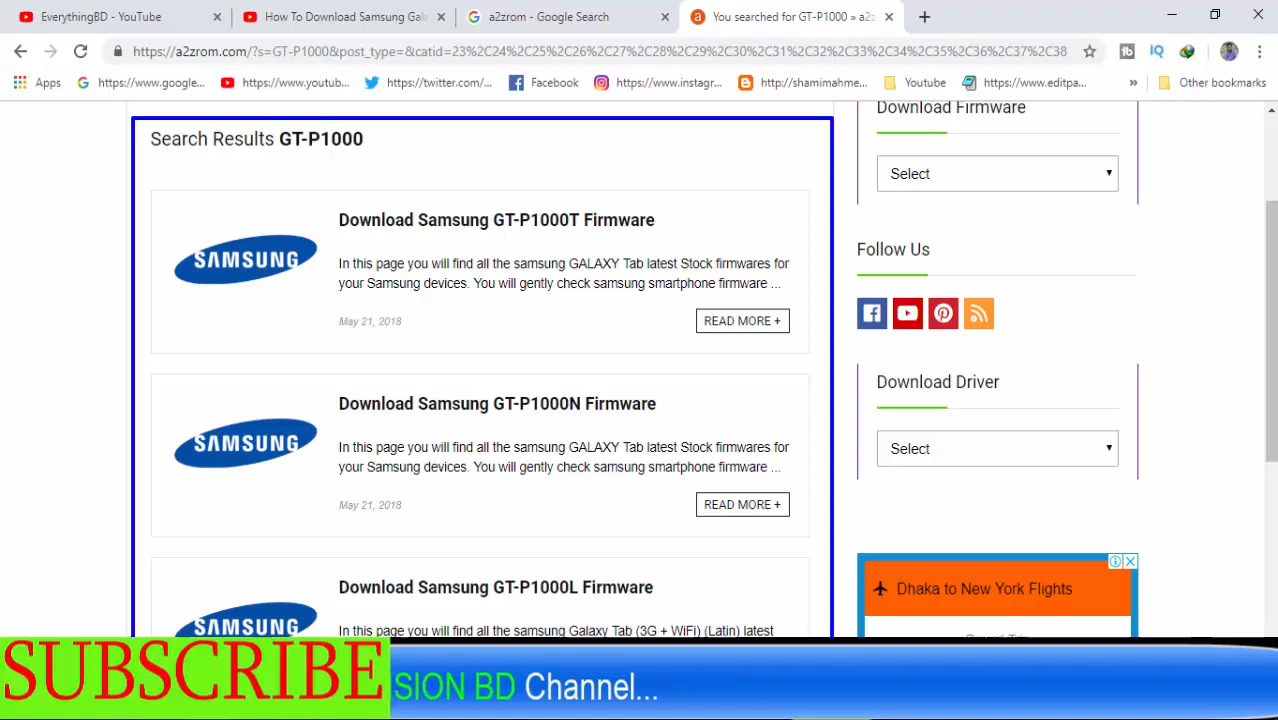 EverythingBD - YouTube
How To Download Samsung Gal
a2zrom - Google Search
You searched for GT-P1000 » a2z
https://a2zrom.com/?s=GT-P1000&post_type=&catid=23%2C24%2C25%2C26%2C27%2C28%2C29%2C30%2C31%2C32%2C33%2C34%2C35%2C36%2C37%2C38
Apps
https://www.google...
https://www.youtub...
https://twitter.com/...
Facebook
https://www.instagr...
http://shamimahme...
Youtube
https://www.editpa...
Other bookmarks
Search Results GT-P1000
SAMSUNG
Download Samsung GT-P1000T Firmware
In this page you will find all the samsung GALAXY Tab latest Stock firmwares for
your Samsung devices. You will gently check samsung smartphone firmware ...
May 21, 2018
READ MORE +
SAMSUNG
Download Samsung GT-P1000N Firmware
In this page you will find all the samsung GALAXY Tab latest Stock firmwares for
your Samsung devices. You will gently check samsung smartphone firmware ...
May 21, 2018
READ MORE +
SAMSUNG
Download Samsung GT-P1000L Firmware
In this page you will find all the samsung Galaxy Tab (3G + WiFi) (Latin) latest
Download Firmware
Select
Follow Us
Download Driver
Select
Dhaka to New York Flights
SUBSCRIBE
SION BD Channel...